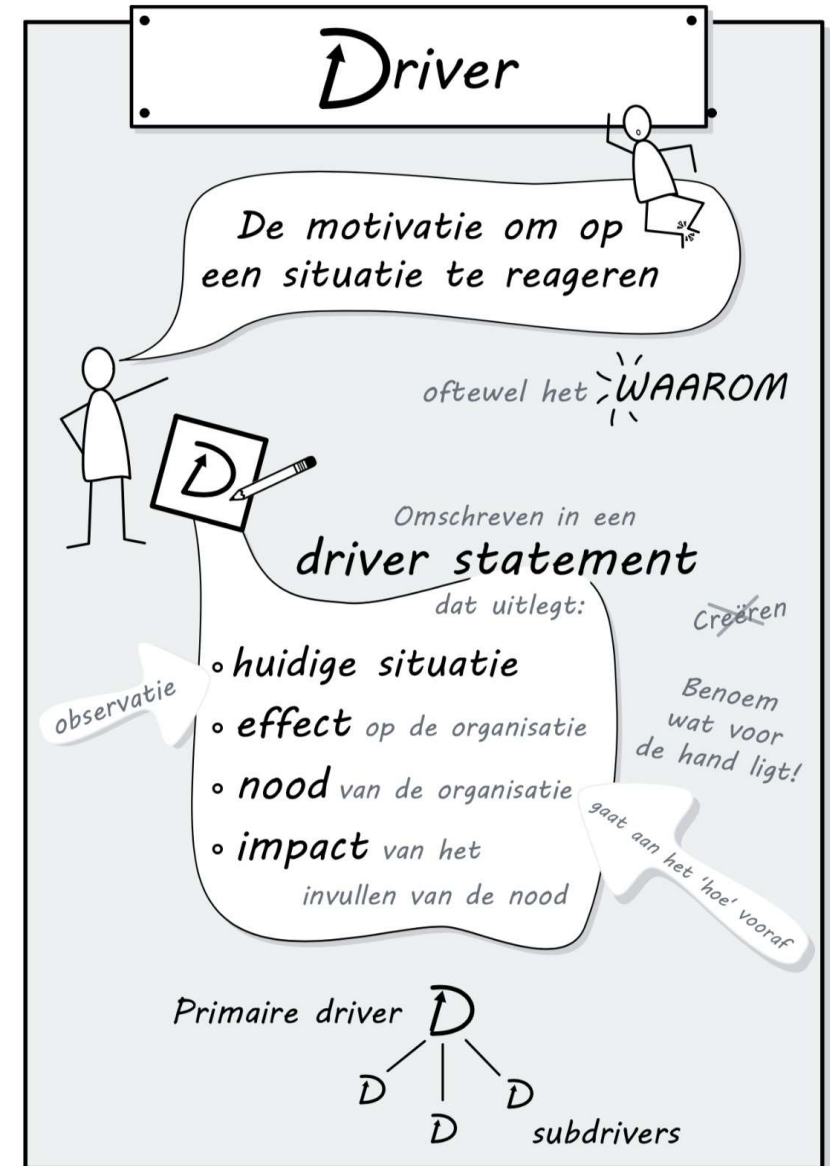 Driver
De motivatie om op
een situatie te reageren
oftewel het WAAROM
D
Omschreven in een
driver statement
dat uitlegt:
Creëren
huidige situatie
observatie
effect op de organisatie
Benoem
wat voor
de hand ligt!
nood van de organisatie
gaat aan het 'hoe' vooraf
impact van het
invullen van de nood
Primaire driver D
D D
D
subdrivers